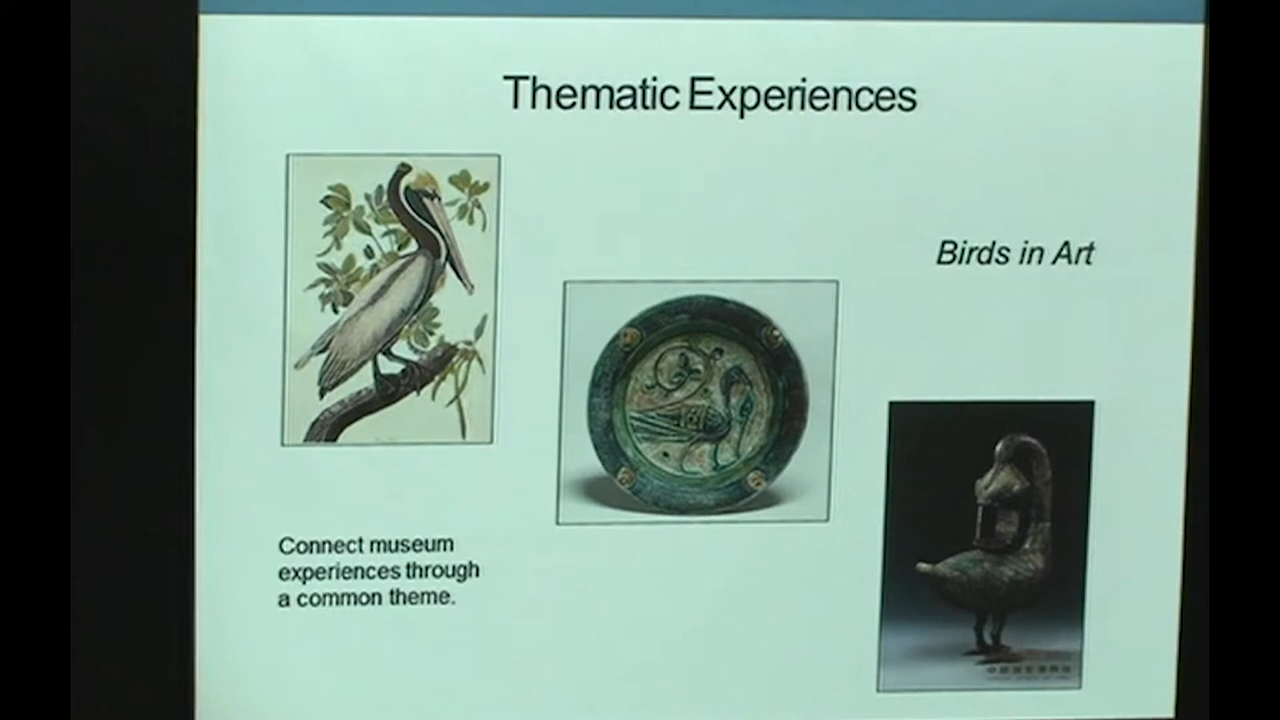 Thematic Experiences
Birds in Art
Connect museum
experiences through
a common theme.